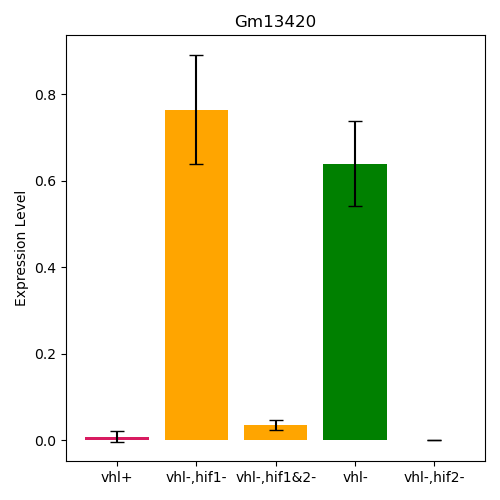 Gm13420
Expression Level
0.8
0.6
0.4
0.2
0.0
vhl+
vhl-,hif1-
vhl-,hif1&2-
vhl-
vhl-,hif2-